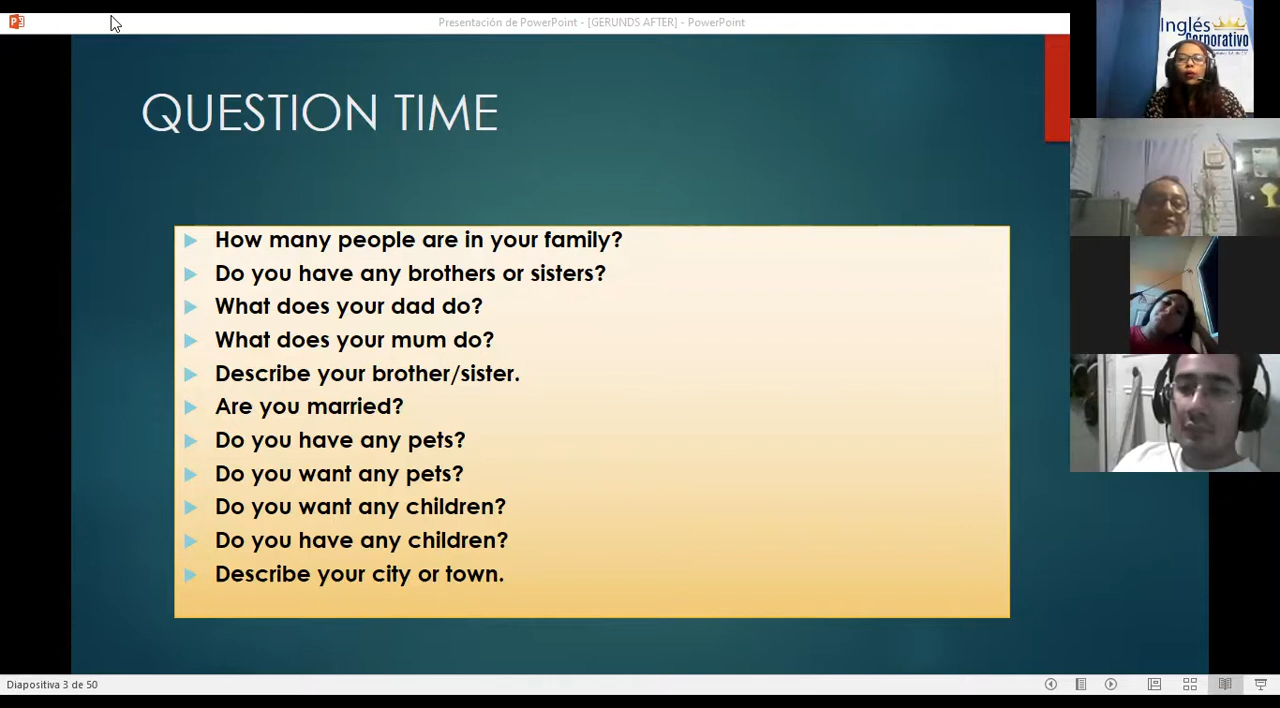 Presentación de PowerPoint - [GERUNDS AFTER] - PowerPoint
Inglés
Corporativo
QUESTION TIME
How many people are in your family?
Do you have any brothers or sisters?
What does your dad do?
What does your mum do?
Describe your brother/sister.
Are you married?
Do you have any pets?
Do you want any pets?
Do you want any children?
Do you have any children?
Describe your city or town.
Diapositiva 3 de 50